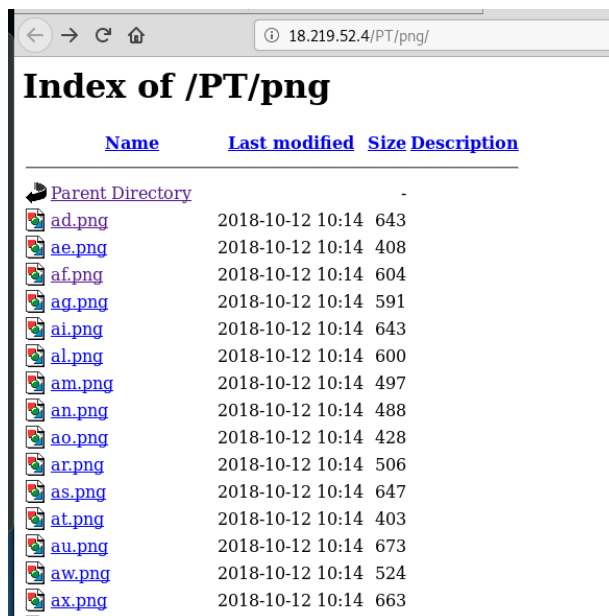 18.219.52.4/PT/png/
Index of /PT/png
Name Last modified Size Description
Parent Directory -
ad.png 2018-10-12 10:14 643
ae.png 2018-10-12 10:14 408
af.png 2018-10-12 10:14 604
ag.png 2018-10-12 10:14 591
ai.png 2018-10-12 10:14 643
al.png 2018-10-12 10:14 600
am.png 2018-10-12 10:14 497
an.png 2018-10-12 10:14 488
ao.png 2018-10-12 10:14 428
ar.png 2018-10-12 10:14 506
as.png 2018-10-12 10:14 647
at.png 2018-10-12 10:14 403
au.png 2018-10-12 10:14 673
aw.png 2018-10-12 10:14 524
ax.png 2018-10-12 10:14 663